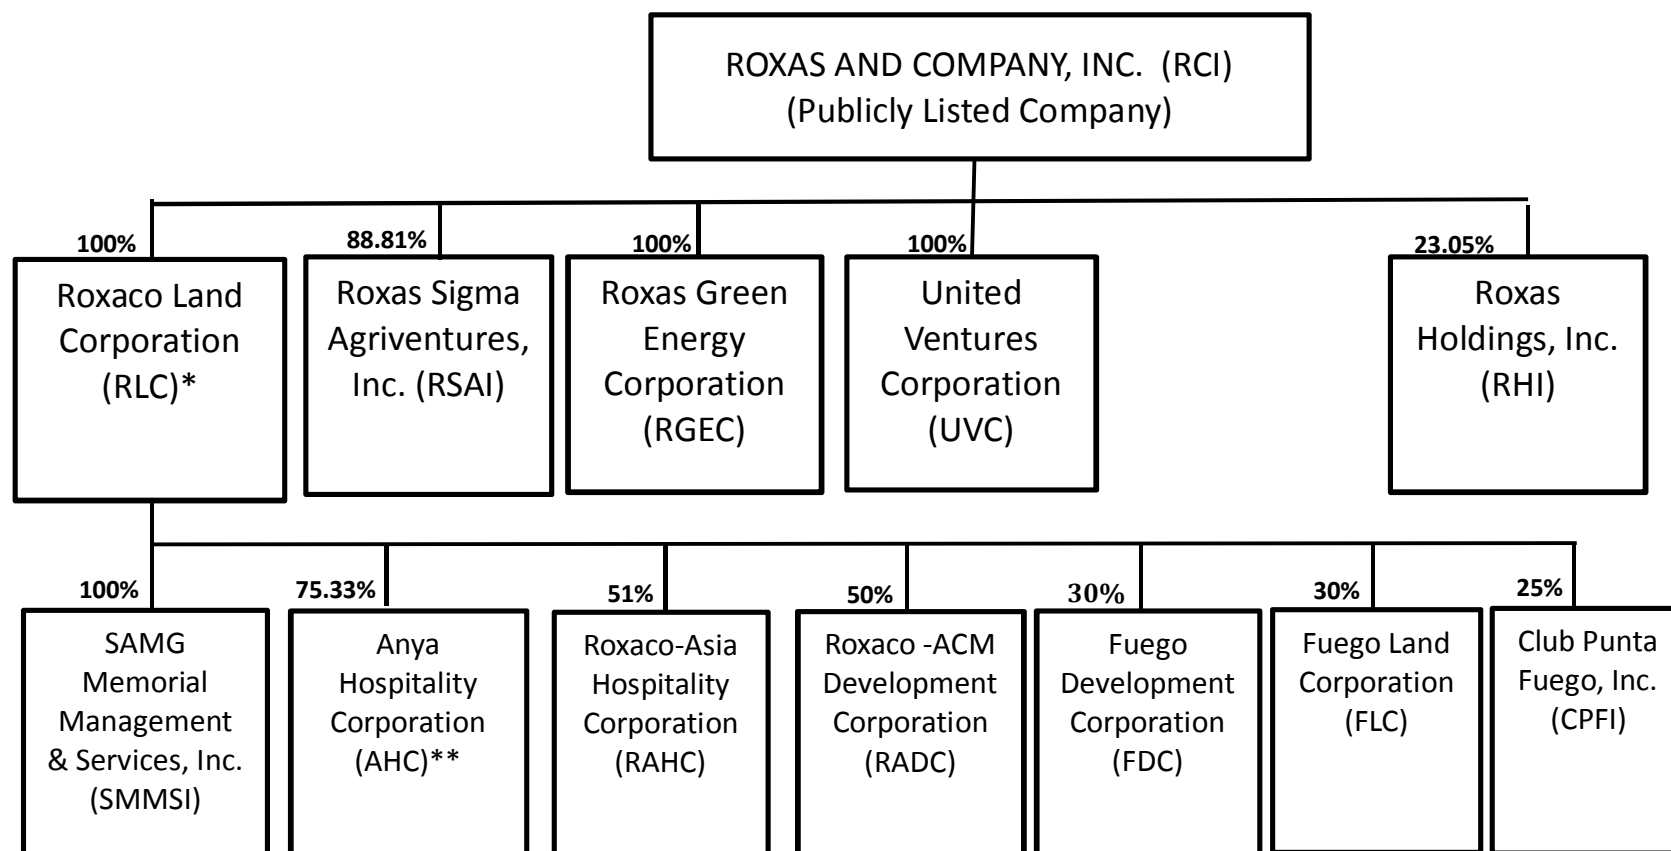 ROXAS AND COMPANY, INC. (RCI)
(Publicly Listed Company)
100%
Roxaco Land
Corporation
(RLC)*
88.81%
Roxas Sigma
Agriventures,
Inc. (RSAI)
100%
Roxas Green
Energy
Corporation
(RGEC)
100%
United
Ventures
Corporation
(UVC)
23.05%
Roxas
Holdings, Inc.
(RHI)
100%
SAMG
Memorial
Management
& Services, Inc.
(SMMSI)
75.33%
Anya
Hospitality
Corporation
(AHC)**
51%
Roxaco-Asia
Hospitality
Corporation
(RAHC)
50%
Roxaco -ACM
Development
Corporation
(RADC)
30%
Fuego
Development
Corporation
(FDC)
30%
Fuego Land
Corporation
(FLC)
25%
Club Punta
Fuego, Inc.
(CPFI)